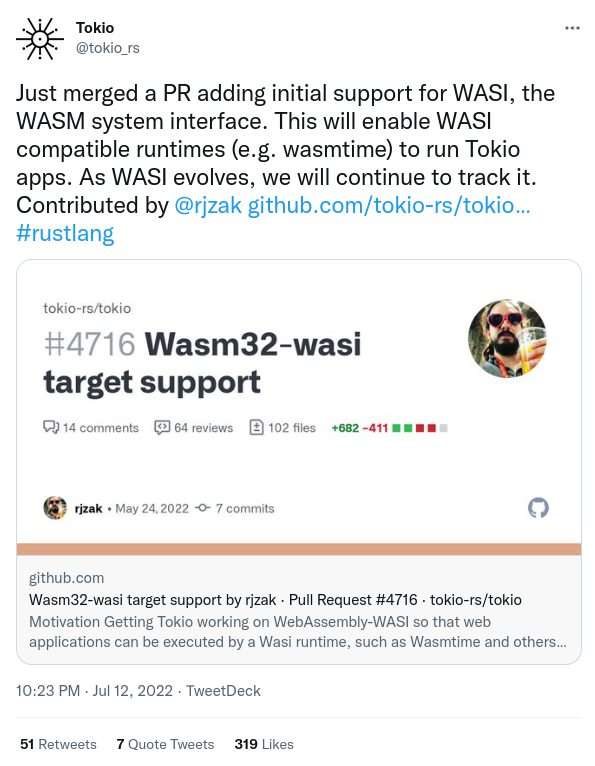 Tokio
@tokio_rs
Just merged a PR adding initial support for WASI, the
WASM system interface. This will enable WASI
compatible runtimes (e.g. wasmtime) to run Tokio
apps. As WASI evolves, we will continue to track it.
Contributed by @rjzak github.com/tokio-rs/tokio…
#rustlang
tokio-rs/tokio
#4716 Wasm32-wasi
target support
14 comments 64 reviews 102 files +682 -411
rjzak • May 24, 2022 7 commits
github.com
Wasm32-wasi target support by rjzak · Pull Request #4716 · tokio-rs/tokio
Motivation Getting Tokio working on WebAssembly-WASI so that web
applications can be executed by a Wasi runtime, such as Wasmtime and others…
10:23 PM · Jul 12, 2022 · TweetDeck
51 Retweets 7 Quote Tweets 319 Likes